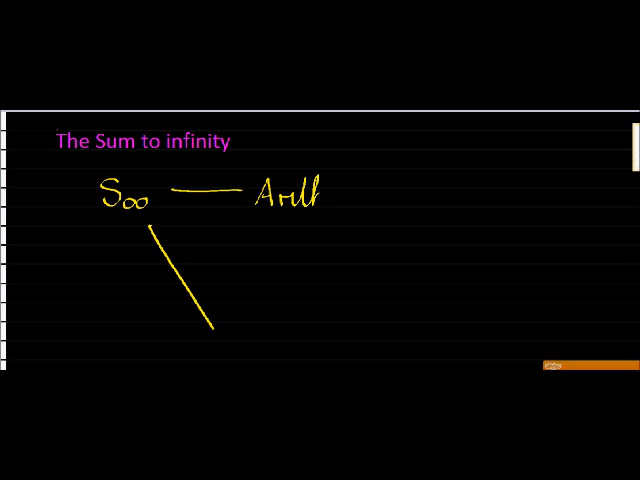 The Sum to infinity
S∞ — Arith